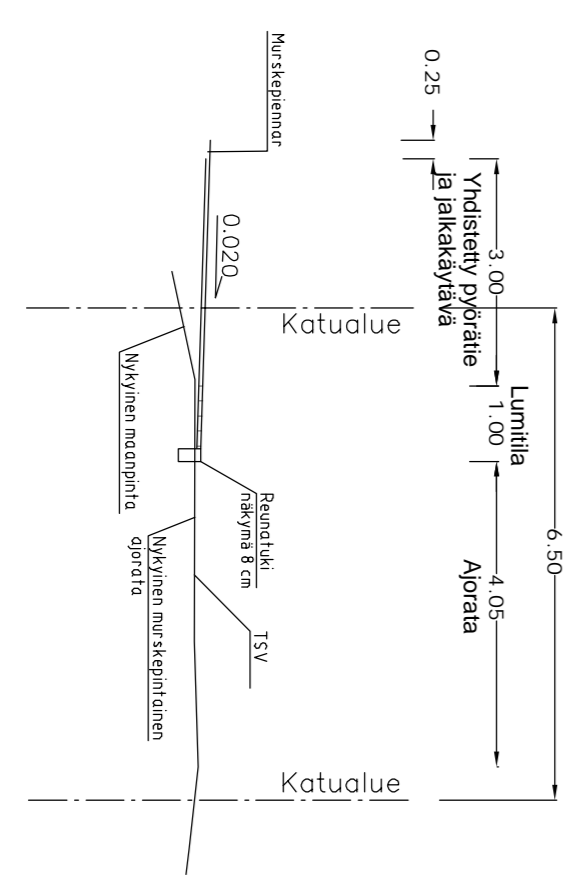 6.50
0.25
3.00
1.00
4.05
Yhdistetty pyörätie
ja jalkakäytävä
Lumitila
Ajorata
Murskepiennar
0.020
Katualue
Katualue
Reunatuki
näkymä 8 cm
TSV
Nykyinen maanpinta
Nykyinen murskepintainen
ajorata